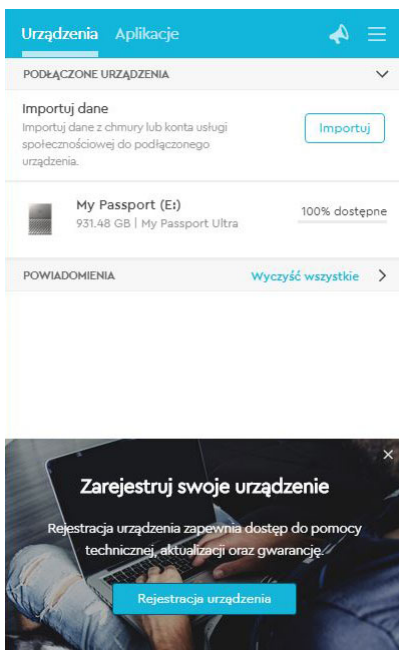 Urządzenia Aplikacje
PODŁĄCZONE URZĄDZENIA
Importuj dane
Importuj dane z chmury lub konta usługi
społecznościowej do podłączonego
urządzenia.
Importuj
My Passport (E:)
931.48 GB | My Passport Ultra
100% dostępne
POWIADOMIENIA
Wyczyść wszystkie
Zarejestruj swoje urządzenie
Rejestracja urządzenia zapewnia dostęp do pomocy
technicznej, aktualizacji oraz gwarancję.
Rejestracja urządzenia